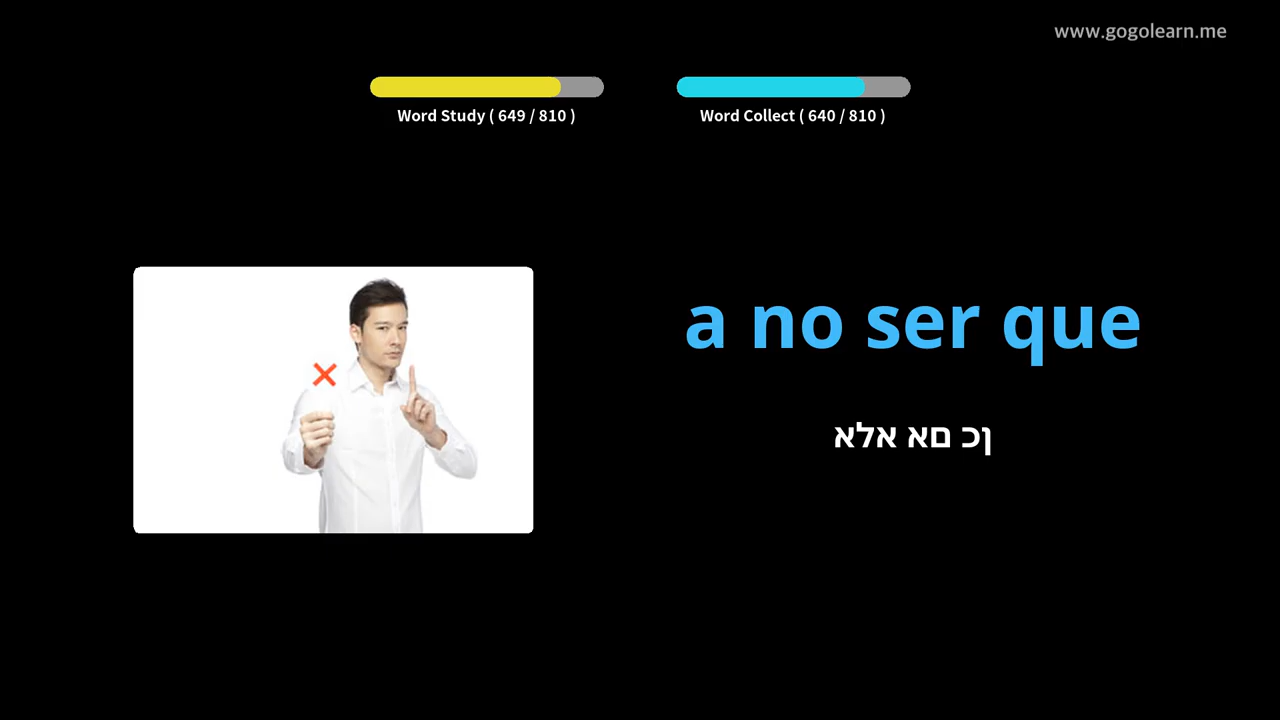 www.gogolearn.me
Word Study ( 649 / 810 )
Word Collect ( 640 / 810 )
a no ser que
אלא אם כן